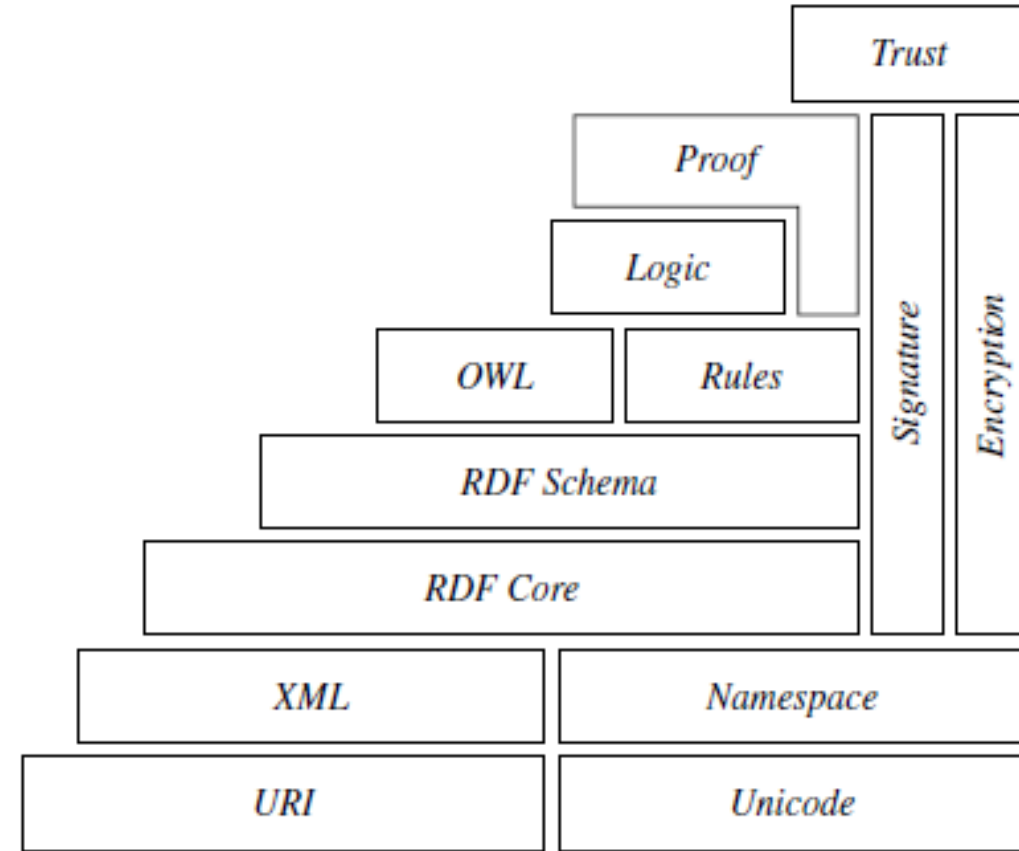 Trust
Proof
Logic
Signature
Encryption
OWL
Rules
RDF Schema
RDF Core
XML
Namespace
URI
Unicode